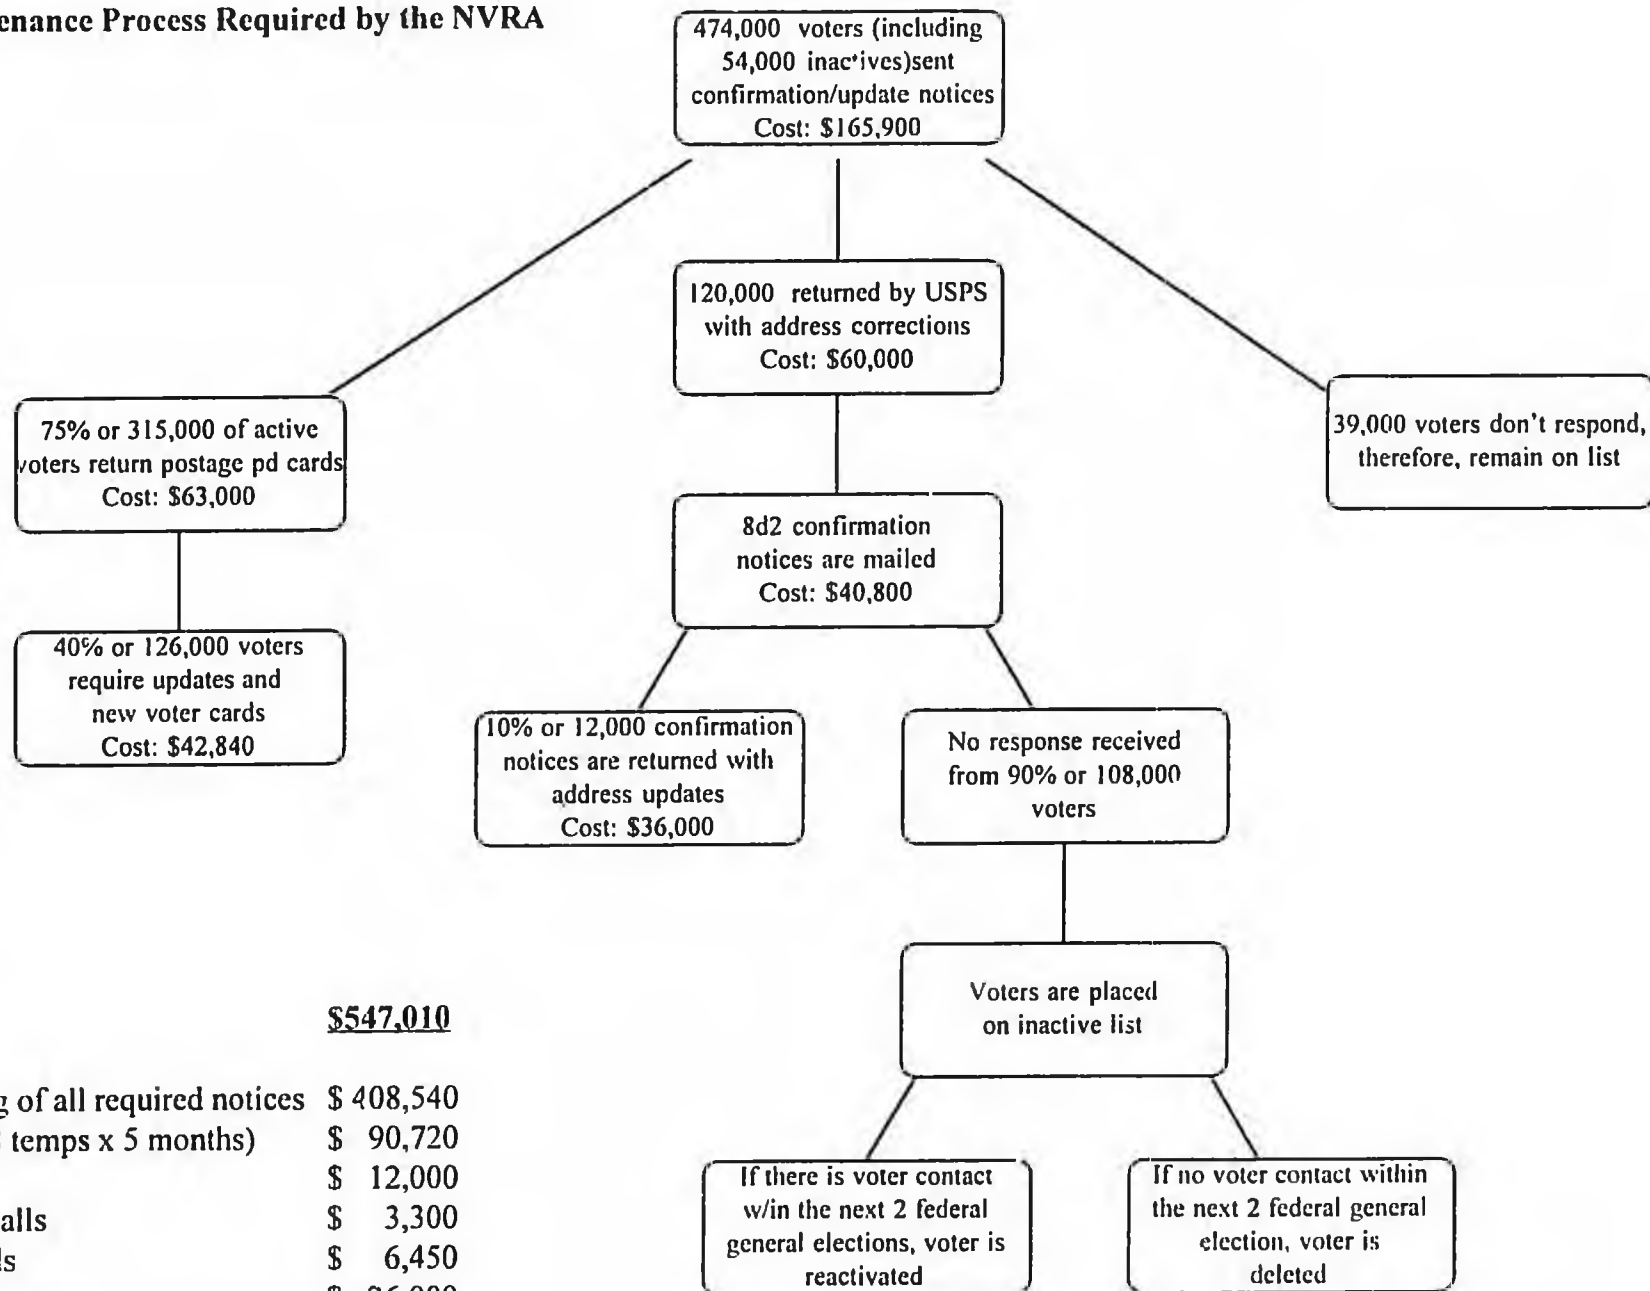 enance Process Required by the NVRA
474,000 voters (including
54,000 inactives)sent
confirmation/update notices
Cost: $165,900
120,000 returned by USPS
with address corrections
Cost: $60,000
75% or 315,000 of active
voters return postage pd cards
Cost: $63,000
39,000 voters don't respond,
therefore, remain on list
8d2 confirmation
notices are mailed
Cost: $40,800
40% or 126,000 voters
require updates and
new voter cards
Cost: $42,840
10% or 12,000 confirmation
notices are returned with
address updates
Cost: $36,000
No response received
from 90% or 108,000
voters
Voters are placed
on inactive list
$547,010
g of all required notices $ 408,540
temps x 5 months) $ 90,720
$ 12,000
alls $ 3,300
ls $ 6,450
$ 26,000
If there is voter contact
w/in the next 2 federal
general elections, voter is
reactivated
If no voter contact within
the next 2 federal general
election, voter is
deleted